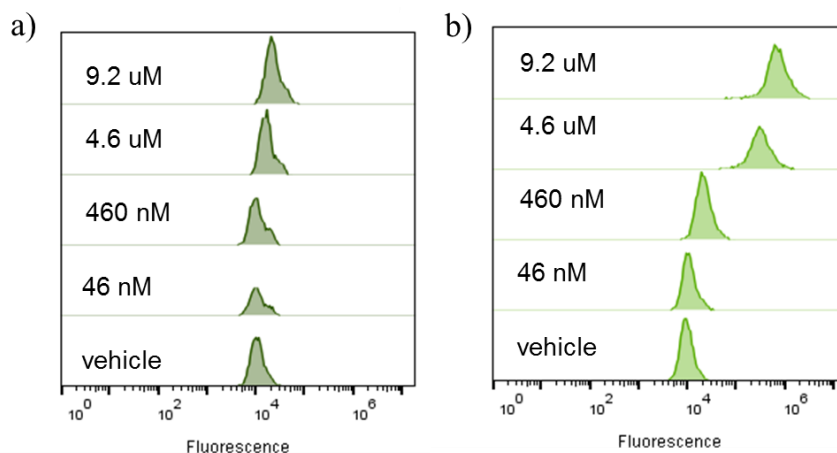 a)
9.2 uM
4.6 uM
460 nM
46 nM
vehicle
10^0 10^2 10^4 10^6
Fluorescence
b)
9.2 uM
4.6 uM
460 nM
46 nM
vehicle
10^0 10^2 10^4 10^6
Fluorescence